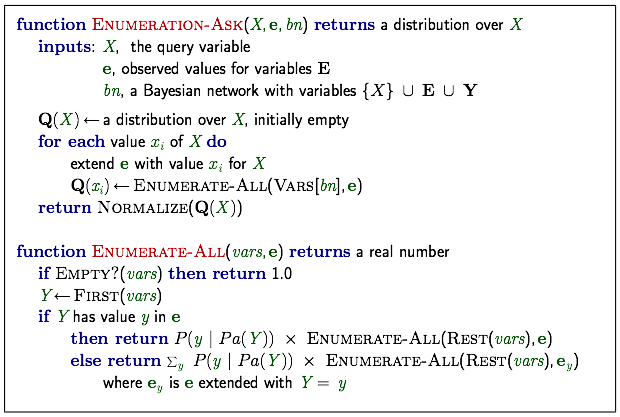 function ENUMERATION-ASK(X, e, bn) returns a distribution over X
inputs: X, the query variable
e, observed values for variables E
bn, a Bayesian network with variables {X} ∪ E ∪ Y
Q(X) ← a distribution over X, initially empty
for each value xᵢ of X do
extend e with value xᵢ for X
Q(xᵢ) ← ENUMERATE-ALL(VARS[bn], e)
return NORMALIZE(Q(X))
function ENUMERATE-ALL(vars, e) returns a real number
if EMPTY?(vars) then return 1.0
Y ← FIRST(vars)
if Y has value y in e
then return P(y | Pa(Y)) × ENUMERATE-ALL(REST(vars), e)
else return Σ_y P(y | Pa(Y)) × ENUMERATE-ALL(REST(vars), e_y)
where e_y is e extended with Y = y